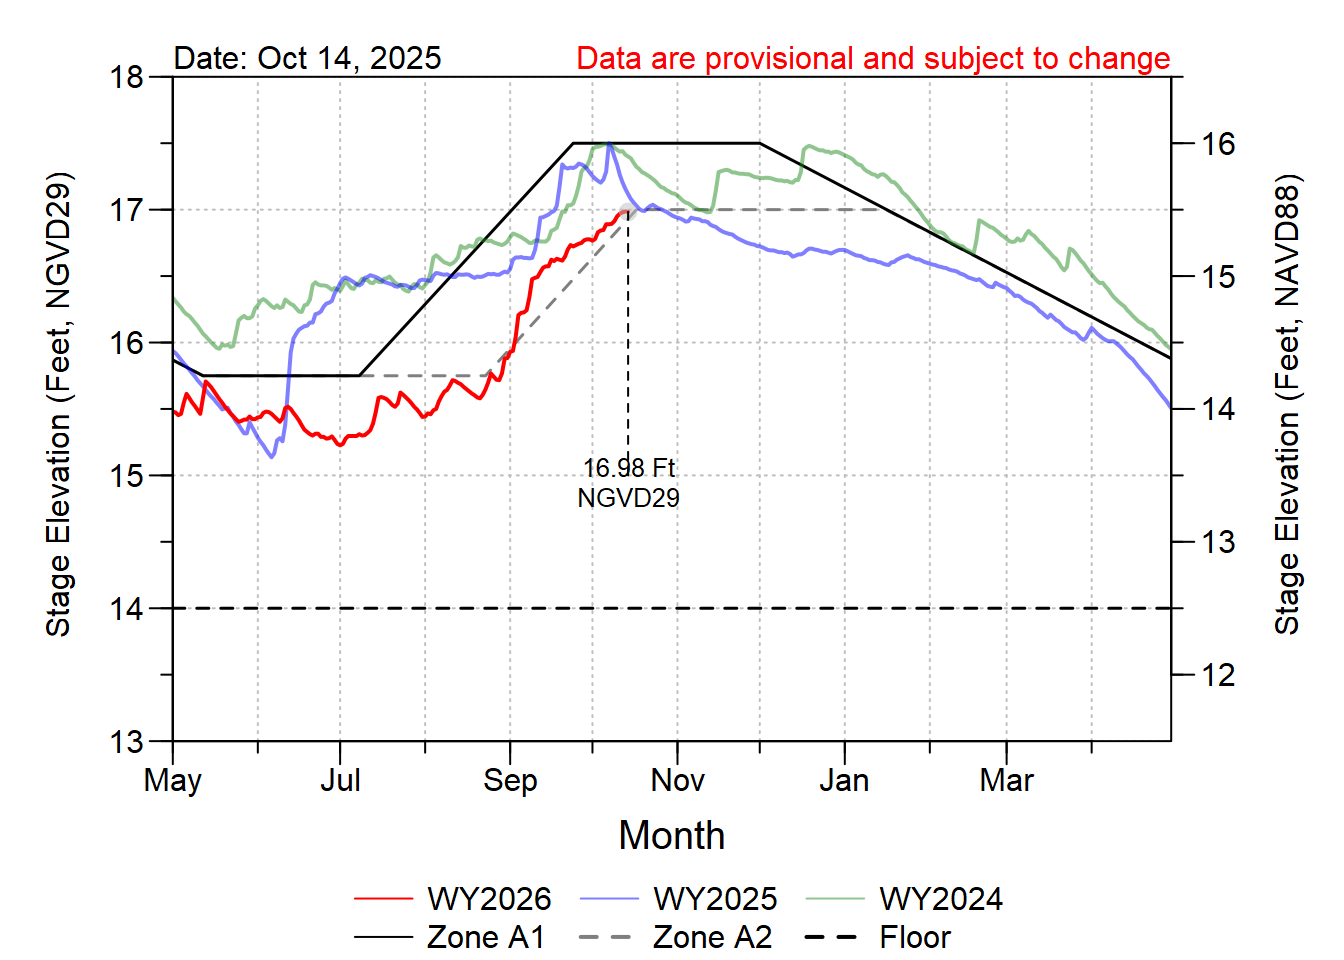 Date: Oct 14, 2025
Data are provisional and subject to change
Stage Elevation (Feet, NGVD29)
18
17
16
15
14
13
16.98 Ft
NGVD29
16
15
14
13
12
Stage Elevation (Feet, NAVD88)
May Jul Sep Nov Jan Mar
Month
WY2026 WY2025 WY2024
Zone A1 Zone A2 Floor